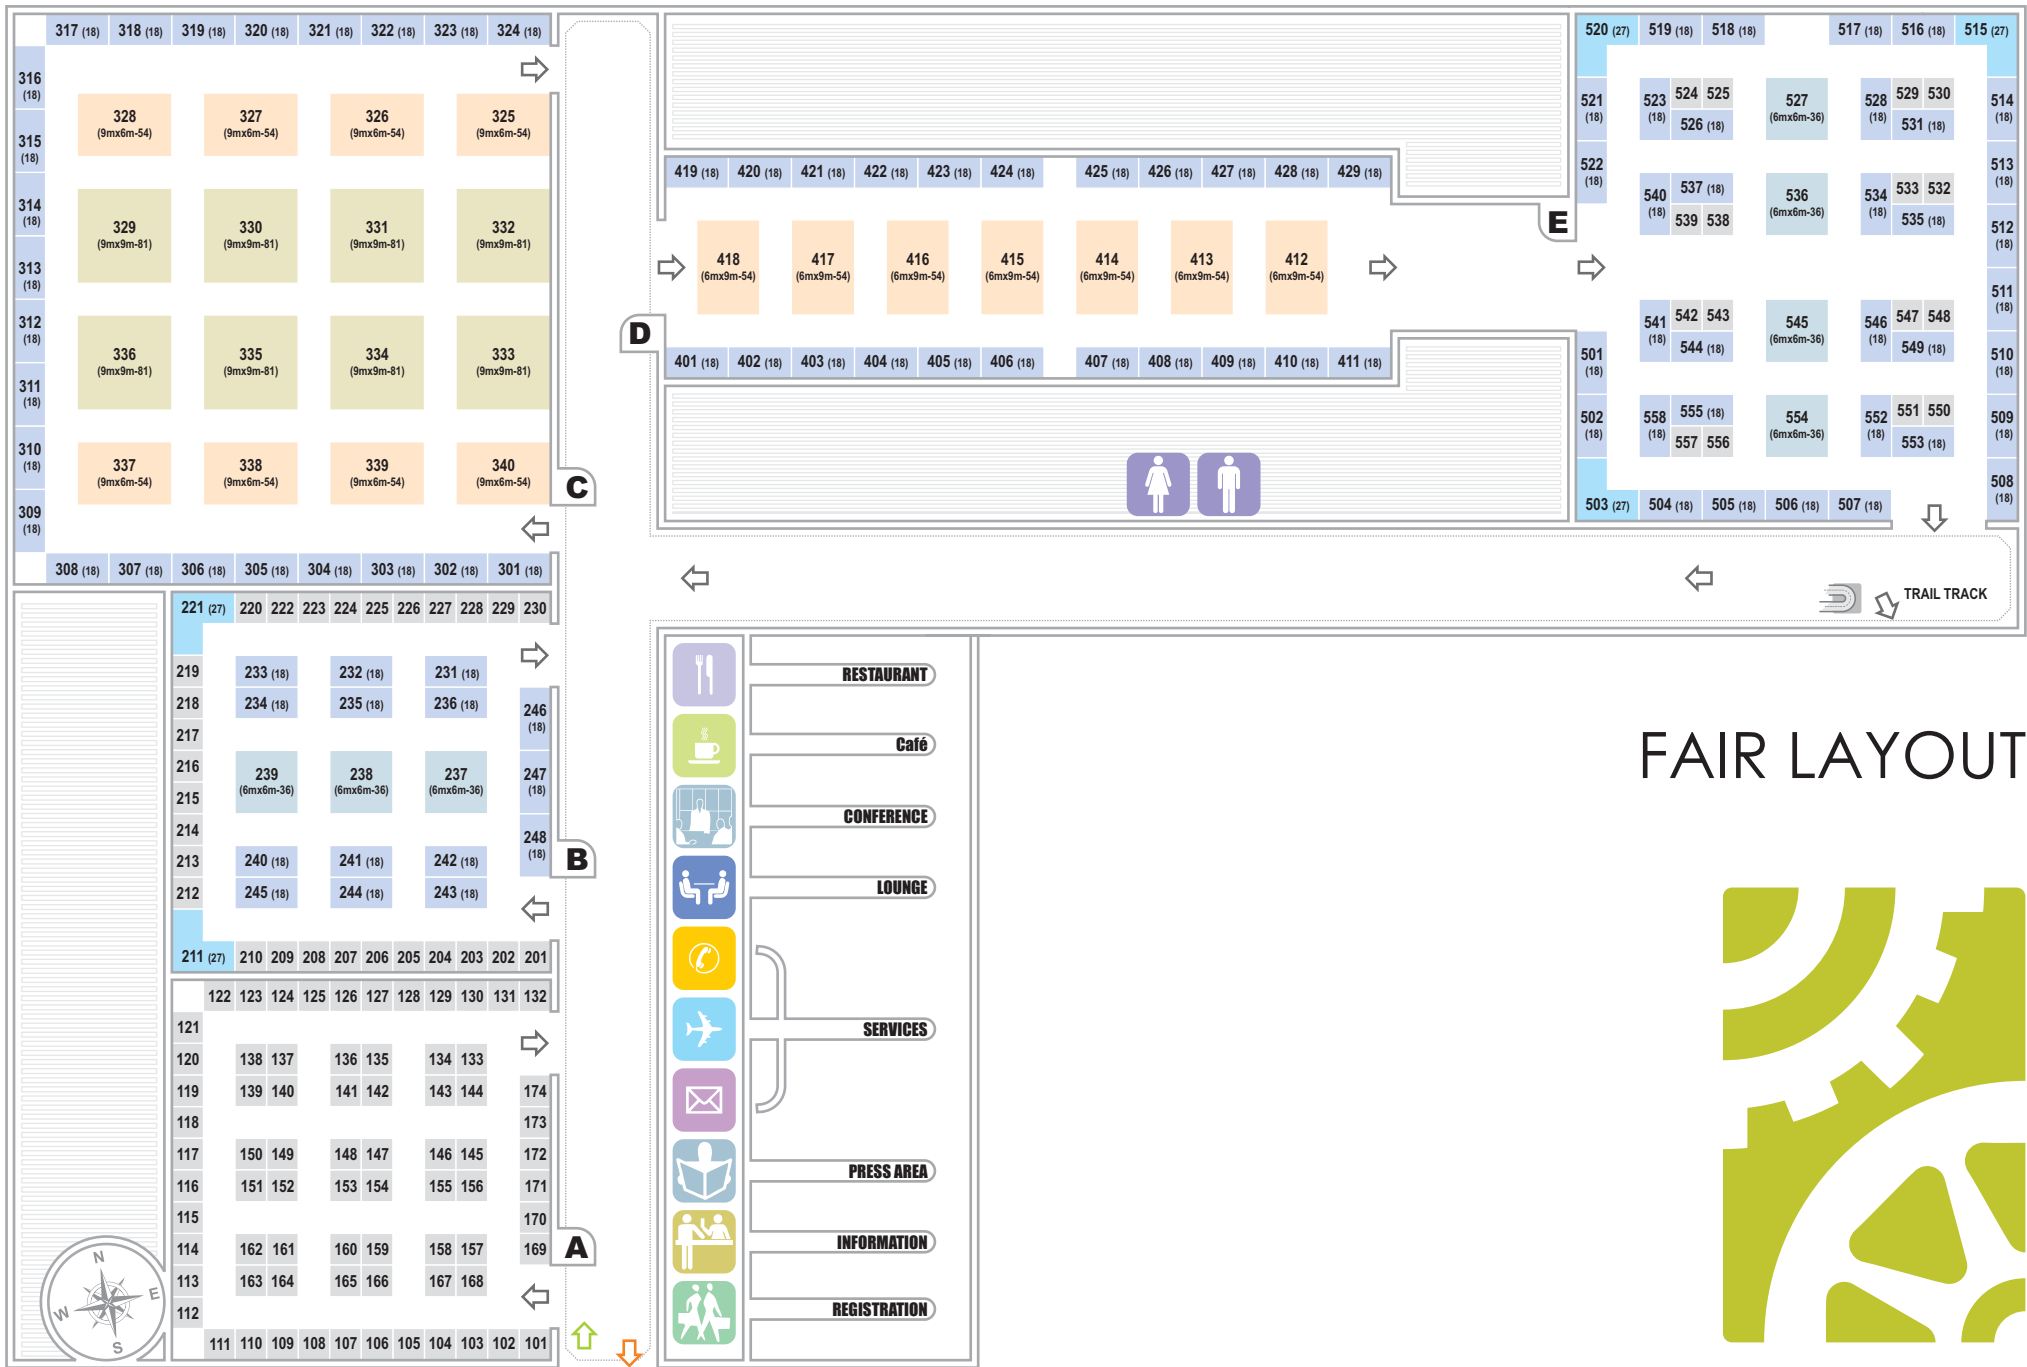 317 (18) 318 (18) 319 (18) 320 (18) 321 (18) 322 (18) 323 (18) 324 (18)
316
(18)
315
(18)
314
(18)
313
(18)
312
(18)
311
(18)
310
(18)
309
(18)
328 327 326 325
(9mx6m-54) (9mx6m-54) (9mx6m-54) (9mx6m-54)
329 330 331 332
(9mx9m-81) (9mx9m-81) (9mx9m-81) (9mx9m-81)
336 335 334 333
(9mx9m-81) (9mx9m-81) (9mx9m-81) (9mx9m-81)
337 338 339 340
(9mx6m-54) (9mx6m-54) (9mx6m-54) (9mx6m-54)
C
308 (18) 307 (18) 306 (18) 305 (18) 304 (18) 303 (18) 302 (18) 301 (18)
419 (18) 420 (18) 421 (18) 422 (18) 423 (18) 424 (18) 425 (18) 426 (18) 427 (18) 428 (18) 429 (18)
418 417 416 415 414 413 412
(6mx9m-54) (6mx9m-54) (6mx9m-54) (6mx9m-54) (6mx9m-54) (6mx9m-54) (6mx9m-54)
D
401 (18) 402 (18) 403 (18) 404 (18) 405 (18) 406 (18) 407 (18) 408 (18) 409 (18) 410 (18) 411 (18)
520 (27) 519 (18) 518 (18) 517 (18) 516 (18) 515 (27)
521
(18)
522
(18)
E
501
(18)
502
(18)
523
(18)
524 525
526 (18)
527
(6mx6m-36)
528
(18)
529 530
531 (18)
540
(18)
537 (18)
539 538
536
(6mx6m-36)
534
(18)
533 532
535 (18)
541
(18)
542 543
544 (18)
545
(6mx6m-36)
546
(18)
547 548
549 (18)
558
(18)
555 (18)
557 556
554
(6mx6m-36)
552
(18)
551 550
553 (18)
514
(18)
513
(18)
512
(18)
511
(18)
510
(18)
509
(18)
508
(18)
503 (27) 504 (18) 505 (18) 506 (18) 507 (18)
TRAIL TRACK
221 (27) 220 222 223 224 225 226 227 228 229 230
219
218
217
216
215
214
213
212
233 (18) 232 (18) 231 (18)
234 (18) 235 (18) 236 (18)
239 238 237
(6mx6m-36) (6mx6m-36) (6mx6m-36)
240 (18) 241 (18) 242 (18)
245 (18) 244 (18) 243 (18)
246
(18)
247
(18)
248
(18)
B
211 (27) 210 209 208 207 206 205 204 203 202 201
122 123 124 125 126 127 128 129 130 131 132
121
120
119
118
117
116
115
114
113
112
138 137 136 135 134 133
139 140 141 142 143 144
150 149 148 147 146 145
151 152 153 154 155 156
162 161 160 159 158 157
163 164 165 166 167 168
174
173
172
171
170
169
A
111 110 109 108 107 106 105 104 103 102 101
N
W
E
S
RESTAURANT
Café
CONFERENCE
LOUNGE
SERVICES
PRESS AREA
INFORMATION
REGISTRATION
FAIR LAYOUT